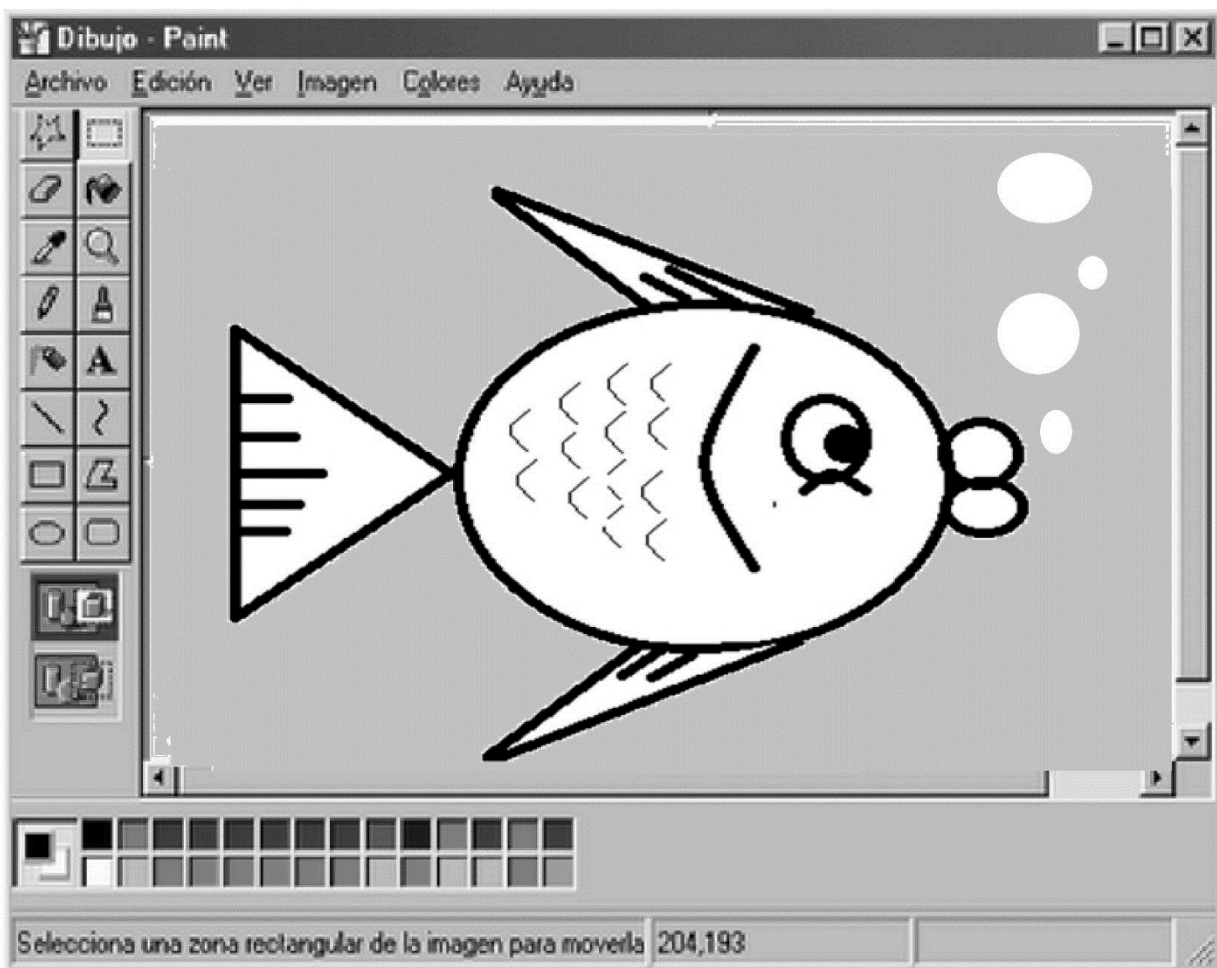 Dibujo - Paint
Archivo Edición Ver Imagen Colores Ayuda
A
Selecciona una zona rectangular de la imagen para moverla 204,193